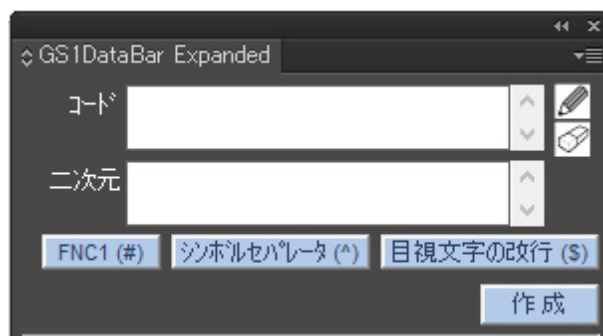 GS1DataBar Expanded
コード
二次元
FNC1 (#) シンボルセパレータ (^) 目視文字の改行 ($)
作成